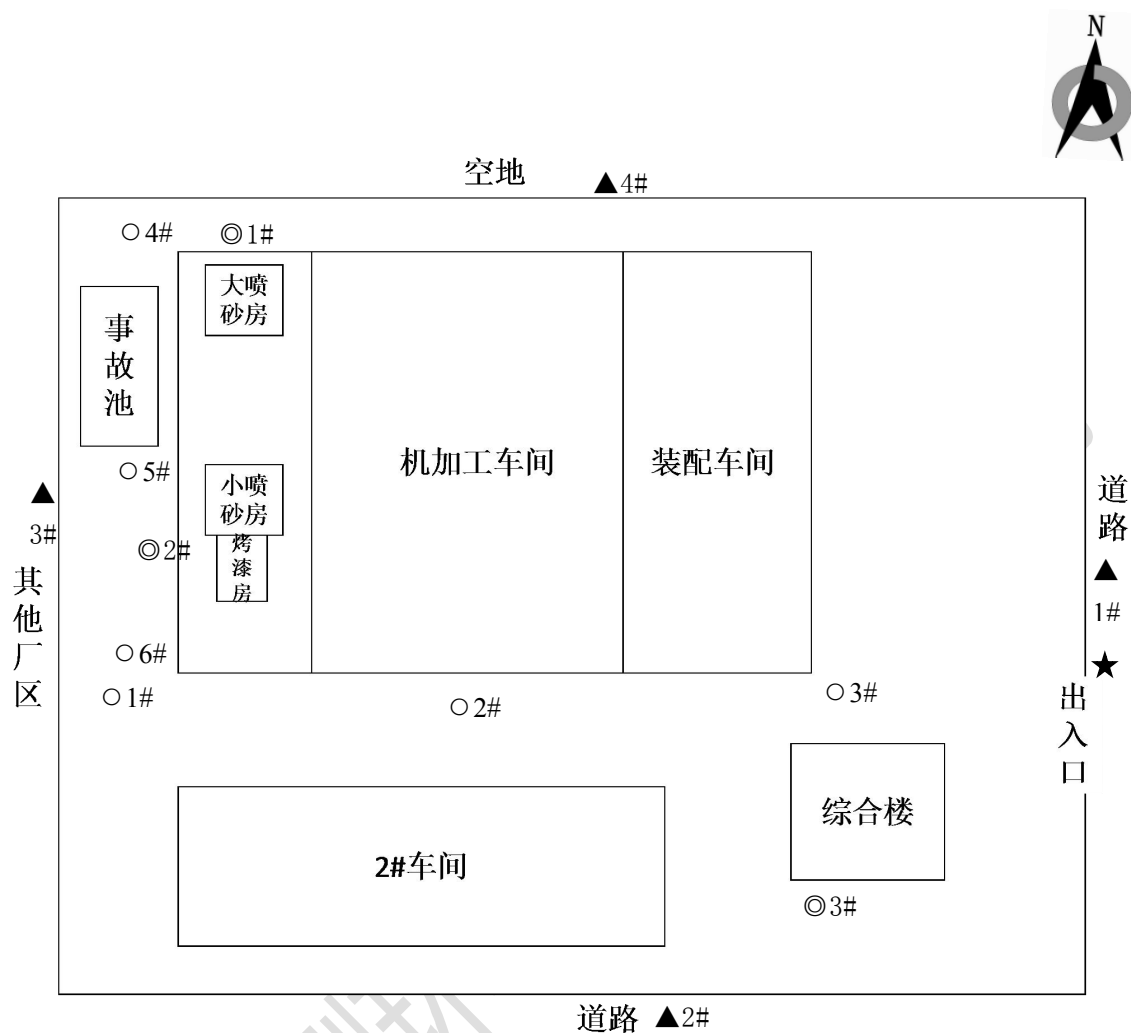 N
空地
▲4#
○4#
◎1#
大喷
砂房
事
故
池
机加工车间
装配车间
○5#
小喷
砂房
▲
3#
◎2#
烤
漆
房
道
路
▲
1#
其
他
厂
区
○6#
○1#
○2#
○3#
★
出
入
口
综合楼
2#车间
◎3#
道路
▲2#